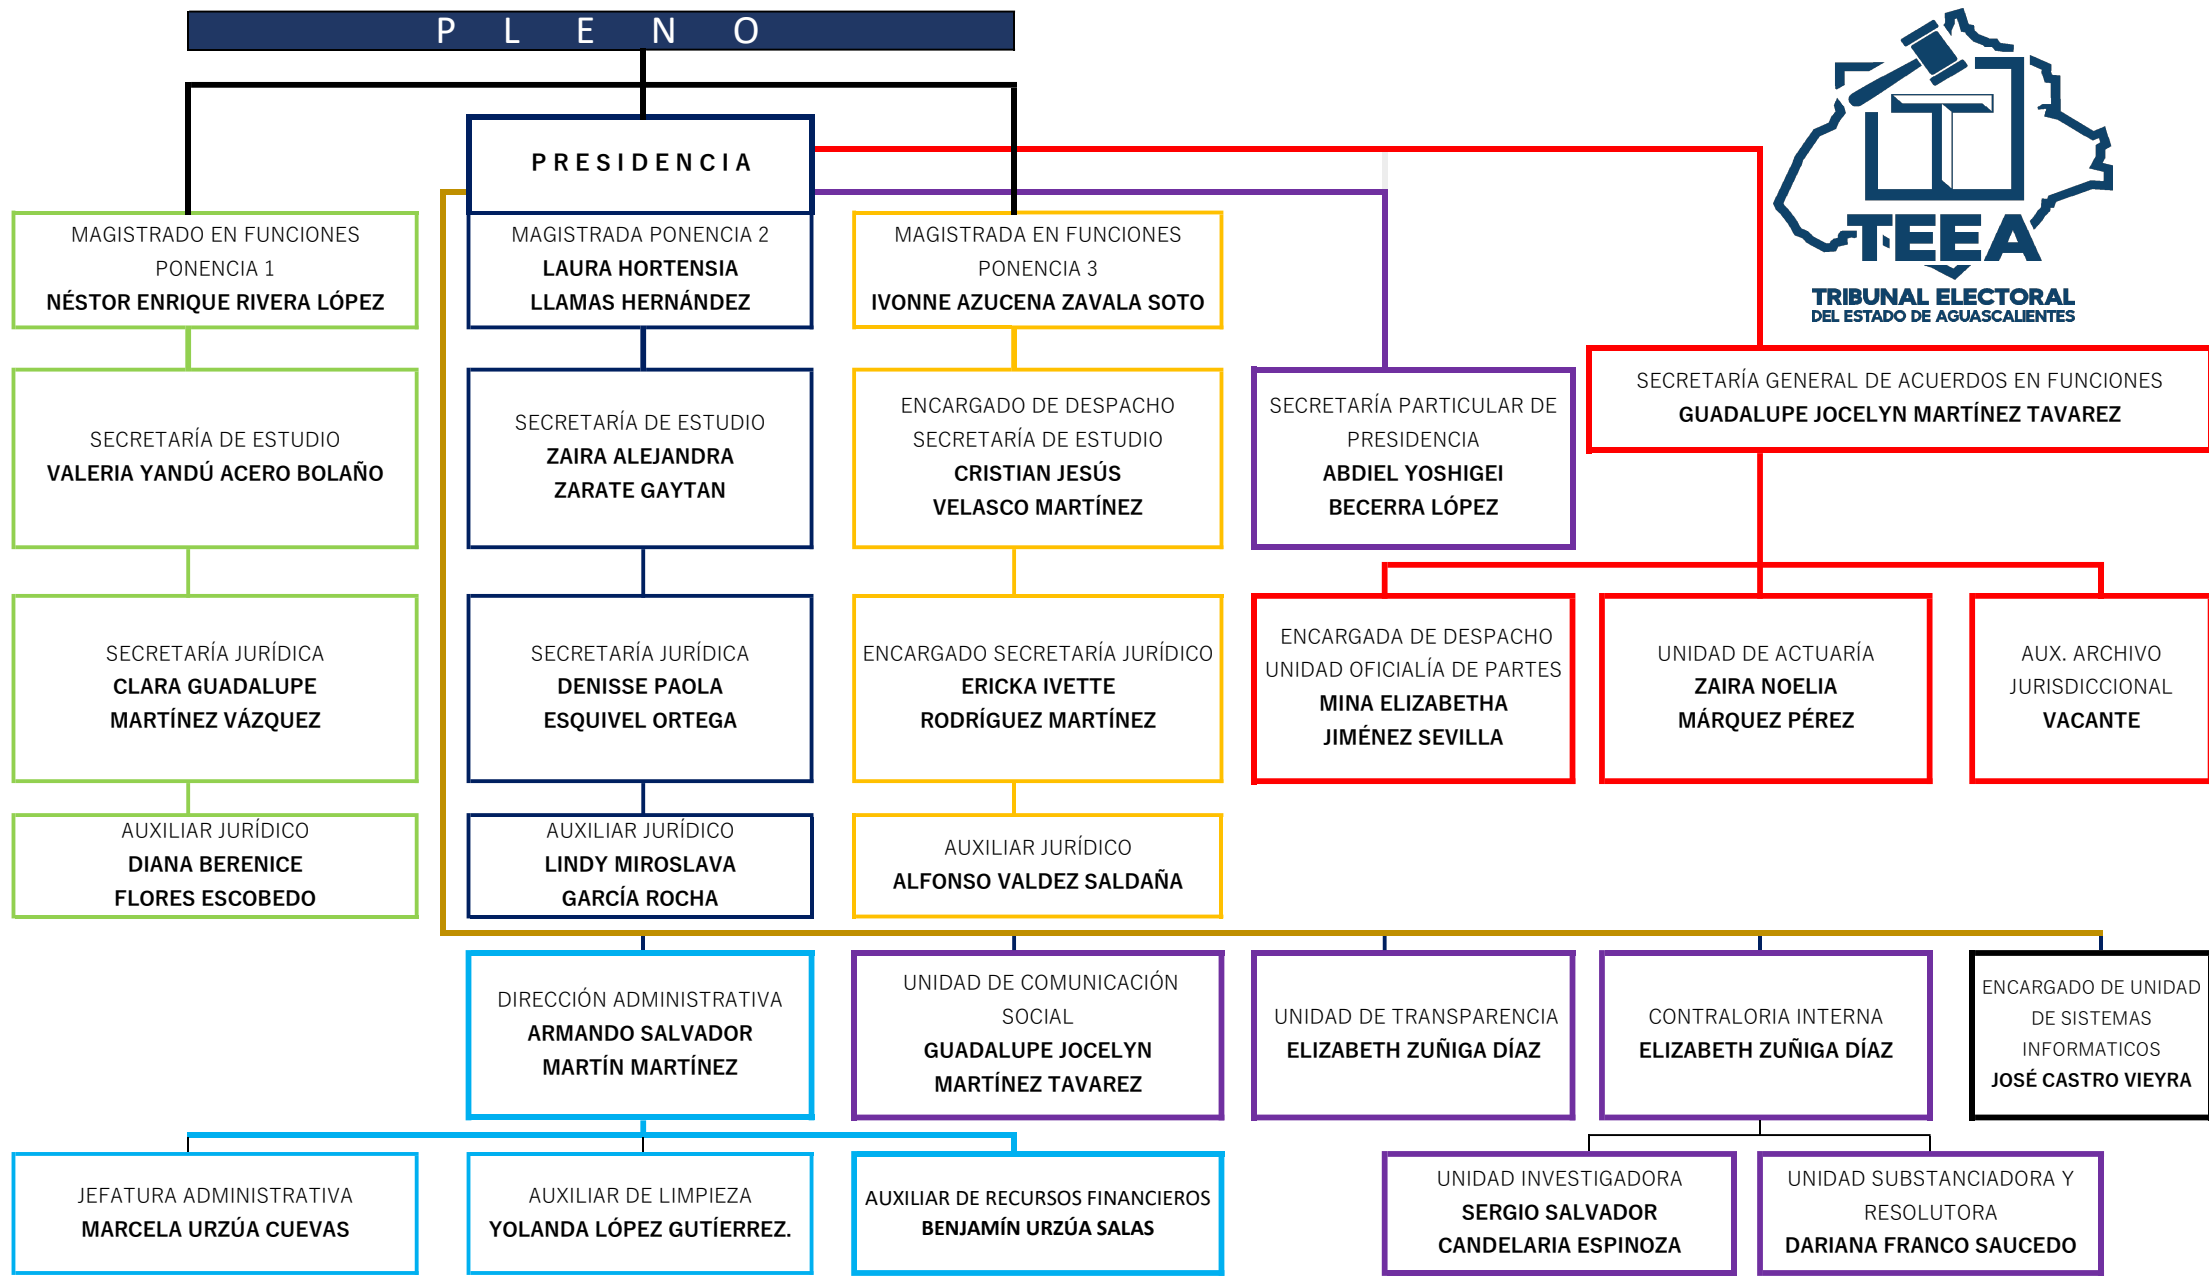 P L E N O
PRESIDENCIA
TEEA
TRIBUNAL ELECTORAL
DEL ESTADO DE AGUASCALIENTES
MAGISTRADO EN FUNCIONES
PONENCIA 1
NÉSTOR ENRIQUE RIVERA LÓPEZ
MAGISTRADA PONENCIA 2
LAURA HORTENSIA
LLAMAS HERNÁNDEZ
MAGISTRADA EN FUNCIONES
PONENCIA 3
IVONNE AZUCENA ZAVALA SOTO
SECRETARÍA DE ESTUDIO
VALERIA YANDÚ ACERO BOLAÑO
SECRETARÍA DE ESTUDIO
ZAIRA ALEJANDRA
ZARATE GAYTAN
ENCARGADO DE DESPACHO
SECRETARÍA DE ESTUDIO
CRISTIAN JESÚS
VELASCO MARTÍNEZ
SECRETARÍA PARTICULAR DE
PRESIDENCIA
ABDIEL YOSHIGEI
BECERRA LÓPEZ
SECRETARÍA GENERAL DE ACUERDOS EN FUNCIONES
GUADALUPE JOCELYN MARTÍNEZ TAVAREZ
SECRETARÍA JURÍDICA
CLARA GUADALUPE
MARTÍNEZ VÁZQUEZ
SECRETARÍA JURÍDICA
DENISSE PAOLA
ESQUIVEL ORTEGA
ENCARGADO SECRETARÍA JURÍDICO
ERICKA IVETTE
RODRÍGUEZ MARTÍNEZ
ENCARGADA DE DESPACHO
UNIDAD OFICIALÍA DE PARTES
MINA ELIZABETHA
JIMÉNEZ SEVILLA
UNIDAD DE ACTUARÍA
ZAIRA NOELIA
MÁRQUEZ PÉREZ
AUX. ARCHIVO
JURISDICCIONAL
VACANTE
AUXILIAR JURÍDICO
DIANA BERENICE
FLORES ESCOBEDO
AUXILIAR JURÍDICO
LINDY MIROSLAVA
GARCÍA ROCHA
AUXILIAR JURÍDICO
ALFONSO VALDEZ SALDAÑA
DIRECCIÓN ADMINISTRATIVA
ARMANDO SALVADOR
MARTÍN MARTÍNEZ
UNIDAD DE COMUNICACIÓN
SOCIAL
GUADALUPE JOCELYN
MARTÍNEZ TAVAREZ
UNIDAD DE TRANSPARENCIA
ELIZABETH ZUÑIGA DÍAZ
CONTRALORIA INTERNA
ELIZABETH ZUÑIGA DÍAZ
ENCARGADO DE UNIDAD
DE SISTEMAS
INFORMATICOS
JOSÉ CASTRO VIEYRA
JEFATURA ADMINISTRATIVA
MARCELA URZÚA CUEVAS
AUXILIAR DE LIMPIEZA
YOLANDA LÓPEZ GUTÍERREZ.
AUXILIAR DE RECURSOS FINANCIEROS
BENJAMÍN URZÚA SALAS
UNIDAD INVESTIGADORA
SERGIO SALVADOR
CANDELARIA ESPINOZA
UNIDAD SUBSTANCIADORA Y
RESOLUTORA
DARIANA FRANCO SAUCEDO